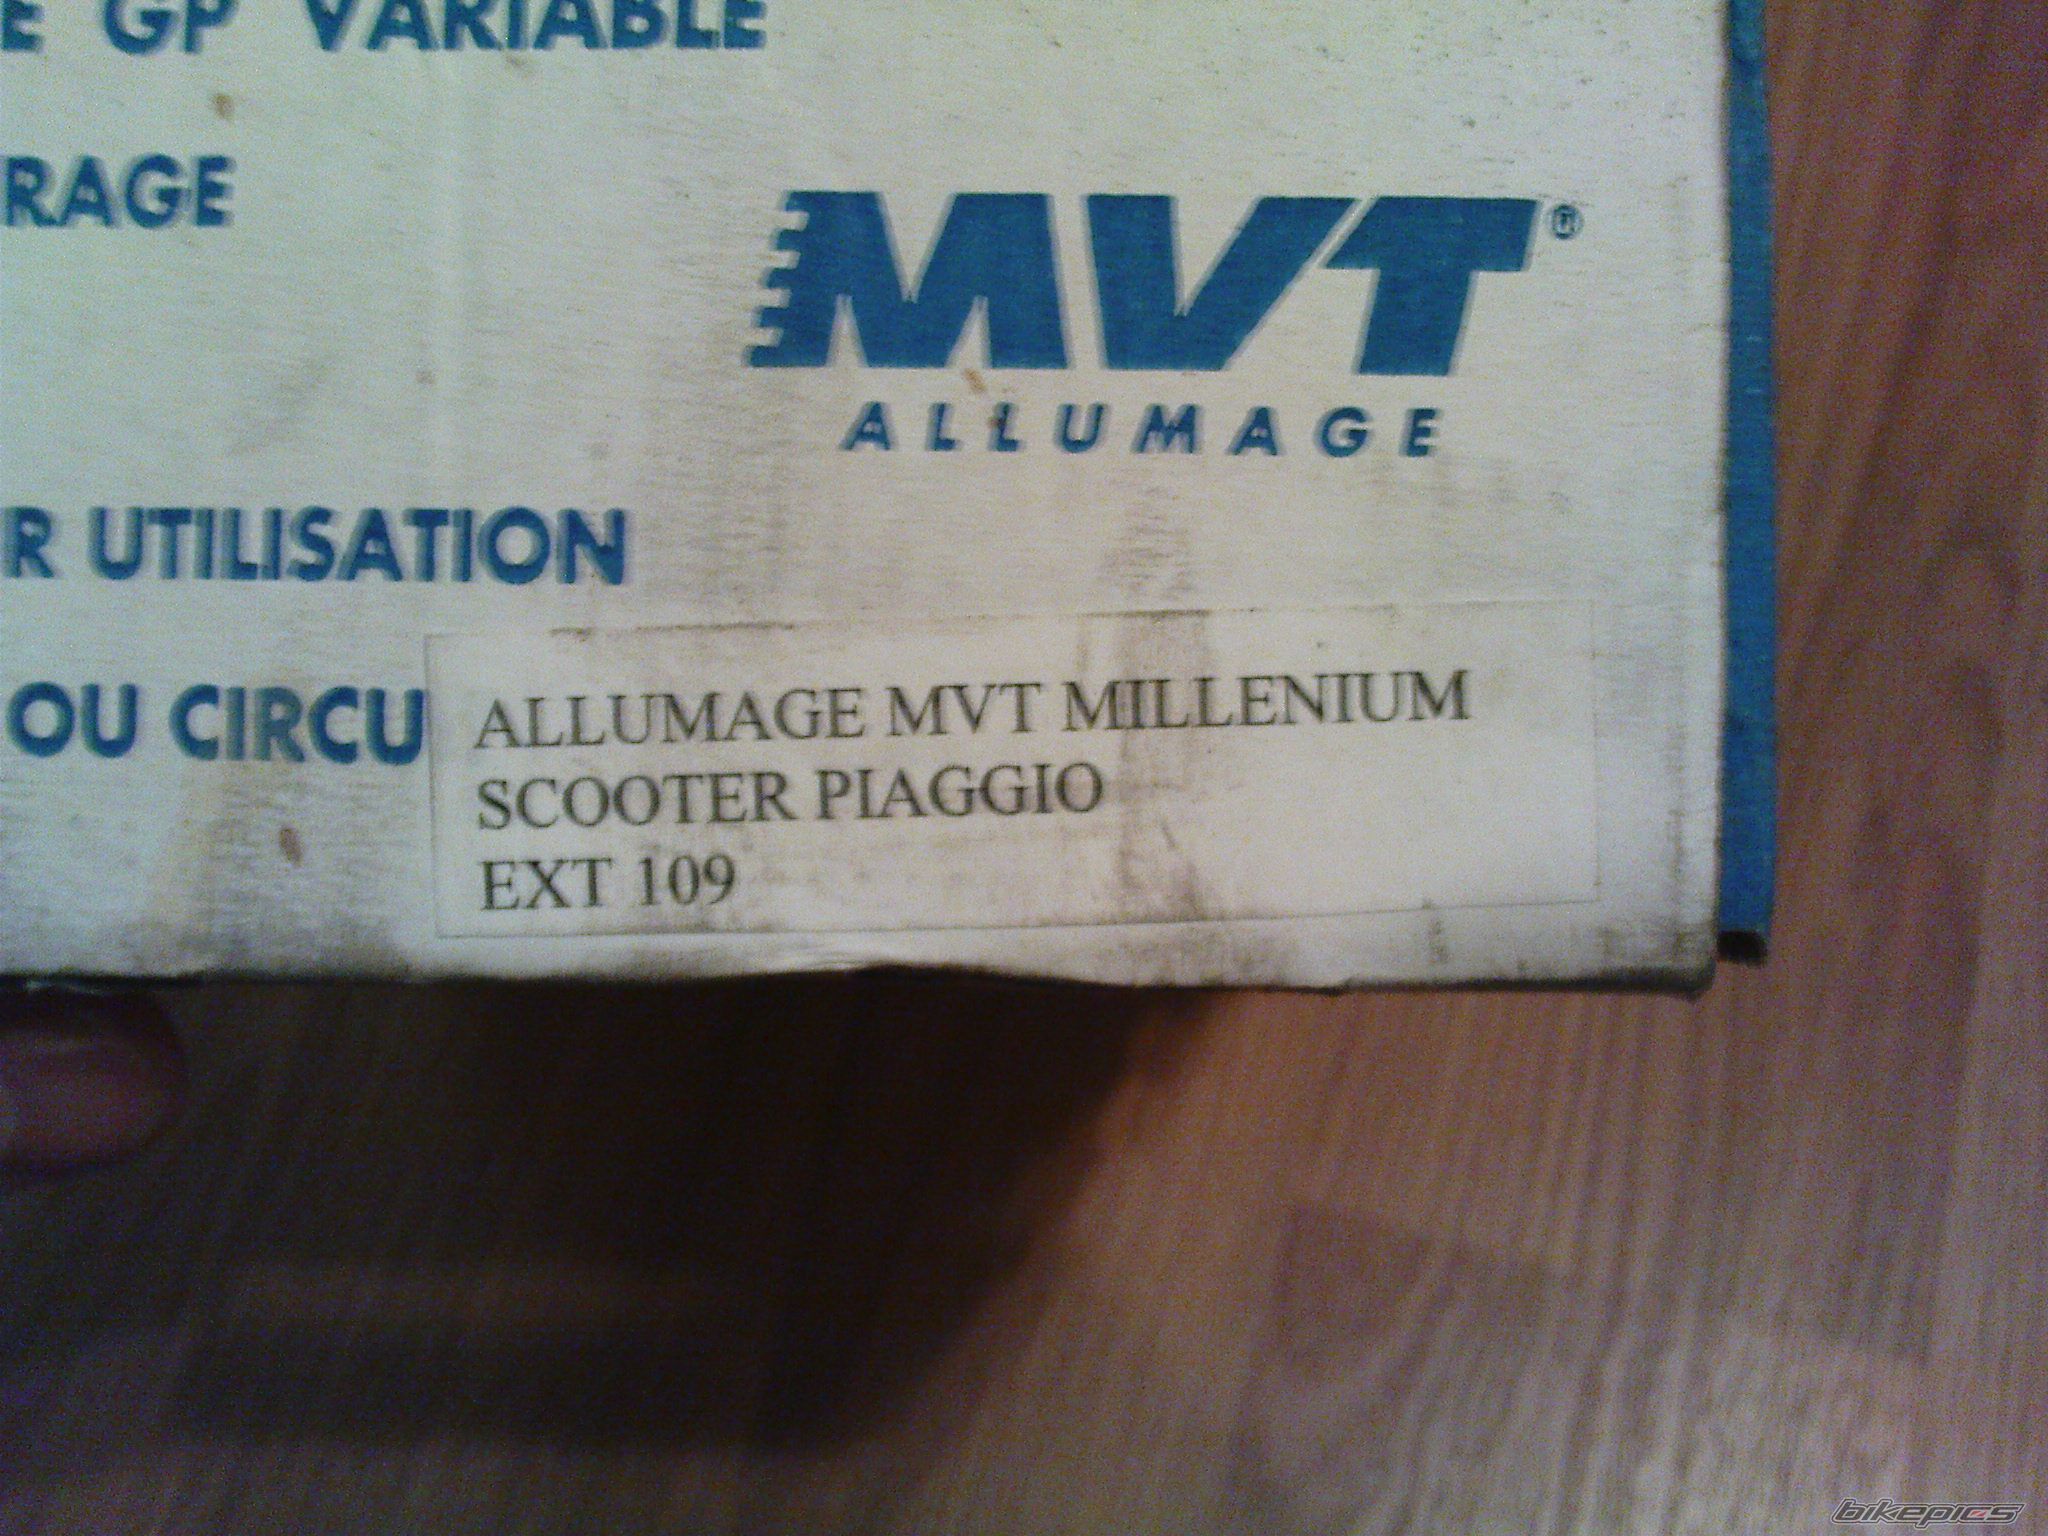 E GP VARIABLE
RAGE
MVT®
ALLUMAGE
R UTILISATION
OU CIRCU
ALLUMAGE MVT MILLENIUM
SCOOTER PIAGGIO
EXT 109
bikepics